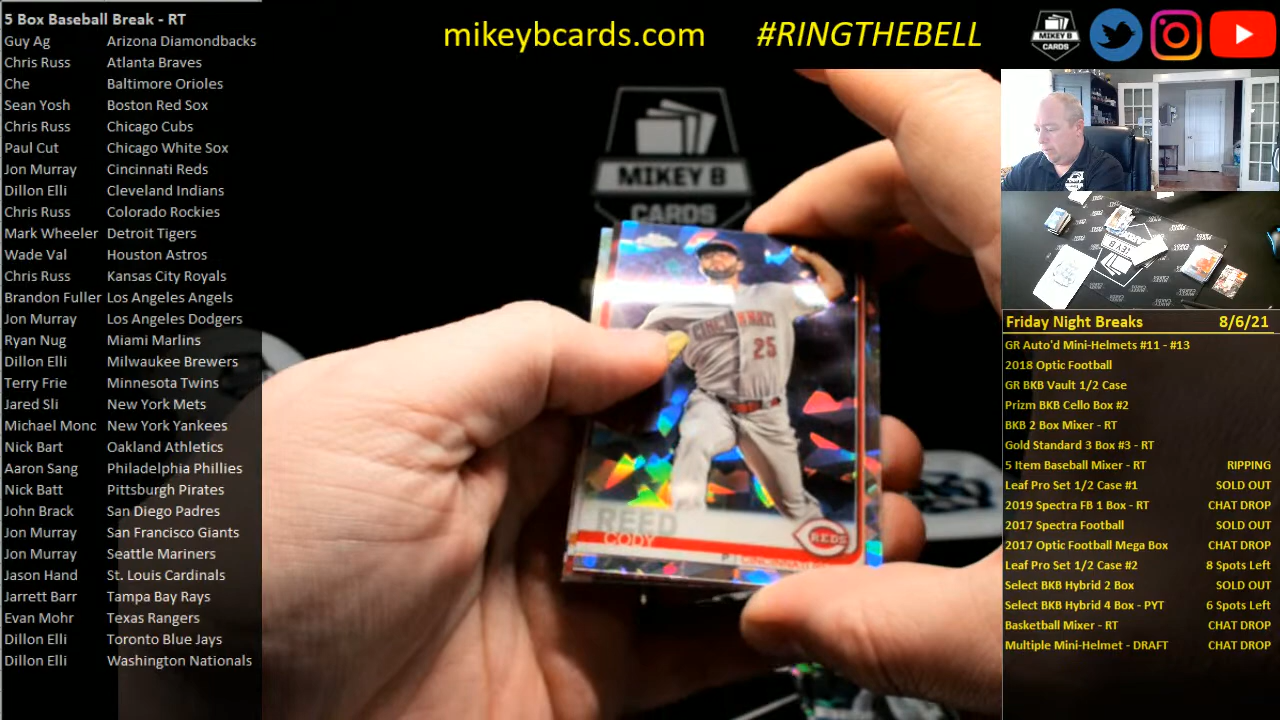 5 Box Baseball Break - RT
Guy Ag Arizona Diamondbacks
Chris Russ Atlanta Braves
Che Baltimore Orioles
Sean Yosh Boston Red Sox
Chris Russ Chicago Cubs
Paul Cut Chicago White Sox
Jon Murray Cincinnati Reds
Dillon Elli Cleveland Indians
Chris Russ Colorado Rockies
Mark Wheeler Detroit Tigers
Wade Val Houston Astros
Chris Russ Kansas City Royals
Brandon Fuller Los Angeles Angels
Jon Murray Los Angeles Dodgers
Ryan Nug Miami Marlins
Dillon Elli Milwaukee Brewers
Terry Frie Minnesota Twins
Jared Sli New York Mets
Michael Monc New York Yankees
Nick Bart Oakland Athletics
Aaron Sang Philadelphia Phillies
Nick Batt Pittsburgh Pirates
John Brack San Diego Padres
Jon Murray San Francisco Giants
Jon Murray Seattle Mariners
Jason Hand St. Louis Cardinals
Jarrett Barr Tampa Bay Rays
Evan Mohr Texas Rangers
Dillon Elli Toronto Blue Jays
Dillon Elli Washington Nationals
mikeybcards.com #RINGTHEBELL
MIKEY B
CARDS
MIKEY B
CARDS
CINCINNATI
25
REED
CODY
REDS
Friday Night Breaks 8/6/21
GR Auto'd Mini-Helmets #11 - #13
2018 Optic Football
GR BKB Vault 1/2 Case
Prizm BKB Cello Box #2
BKB 2 Box Mixer - RT
Gold Standard 3 Box #3 - RT
5 Item Baseball Mixer - RT RIPPING
Leaf Pro Set 1/2 Case #1 SOLD OUT
2019 Spectra FB 1 Box - RT CHAT DROP
2017 Spectra Football SOLD OUT
2017 Optic Football Mega Box CHAT DROP
Leaf Pro Set 1/2 Case #2 8 Spots Left
Select BKB Hybrid 2 Box SOLD OUT
Select BKB Hybrid 4 Box - PYT 6 Spots Left
Basketball Mixer - RT CHAT DROP
Multiple Mini-Helmet - DRAFT CHAT DROP